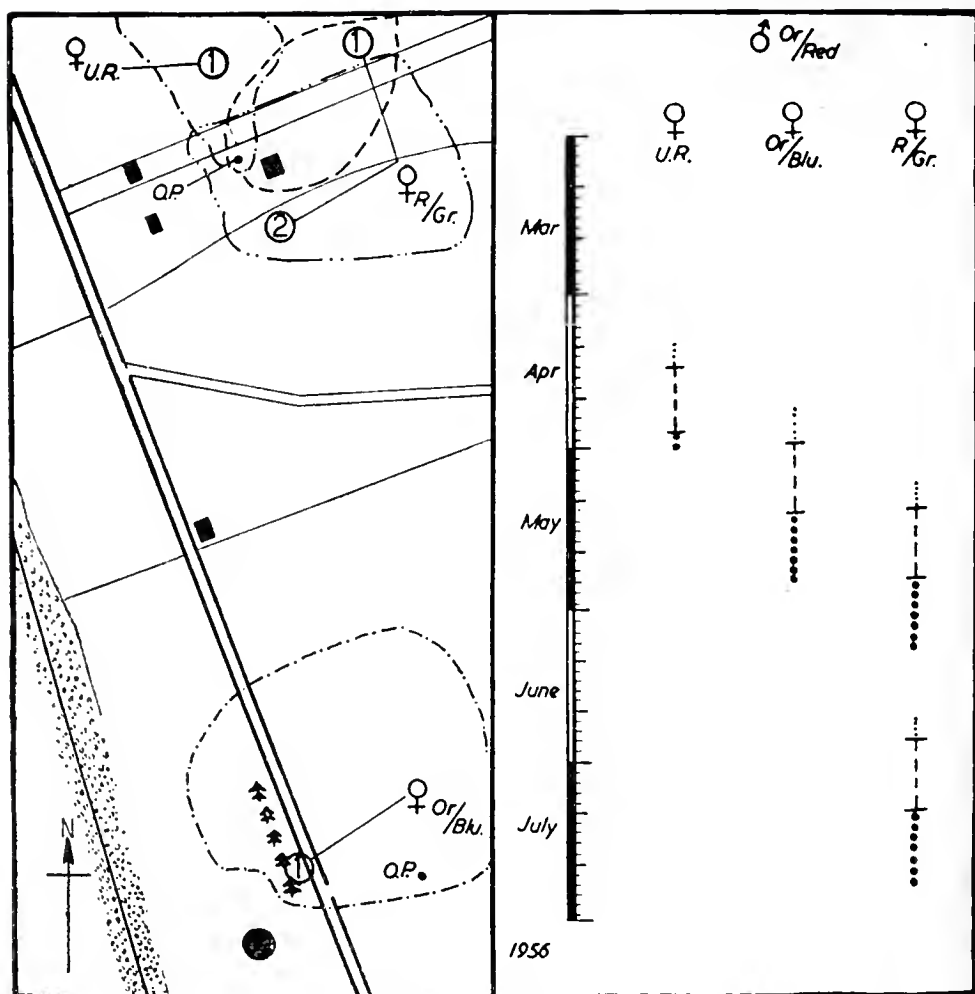 ♀ U.R.
①
①
O.P.
♀ R/Gr.
②
N
♀ Or/Blu.
①
O.P.
♂ Or/Red
♀ U.R.
♀ Or/Blu.
♀ R/Gr.
Mar
Apr
May
June
July
1956